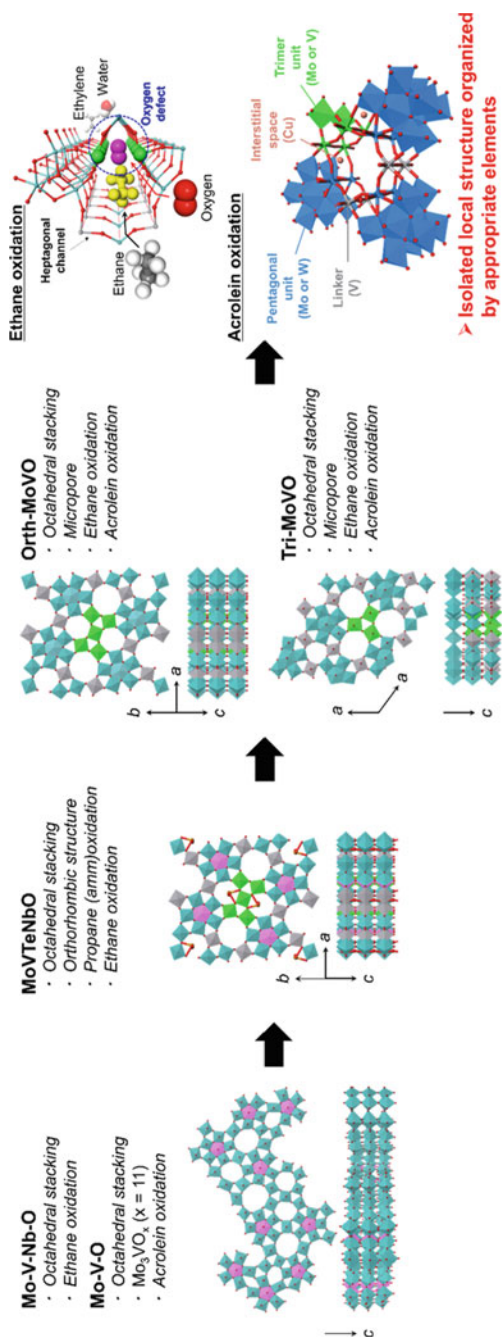 Mo-V-Nb-O
· Octahedral stacking
· Ethane oxidation
Mo-V-O
· Octahedral stacking
· Mo₃VOₓ (x = 11)
· Acrolein oxidation
c
MoVTeNbO
· Octahedral stacking
· Orthorhombic structure
· Propane (amm)oxidation
· Ethane oxidation
b
a
c
Orth-MoVO
· Octahedral stacking
· Micropore
· Ethane oxidation
· Acrolein oxidation
b
a
c
Tri-MoVO
· Octahedral stacking
· Micropore
· Ethane oxidation
· Acrolein oxidation
a
a
c
Ethane oxidation
Heptagonal
channel
Ethane
Ethylene
Water
Oxygen
defect
Oxygen
Acrolein oxidation
Pentagonal
unit
(Mo or W)
Interstitial
space
(Cu)
Trimer
unit
(Mo or V)
Linker
(V)
➤ Isolated local structure organized
by appropriate elements